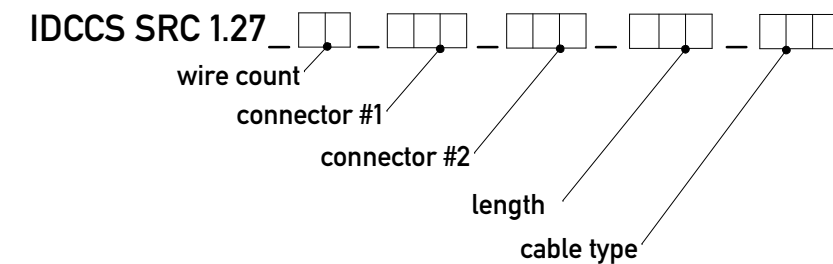 IDCCS SRC 1.27_ _ _ _ _
wire count
connector #1
connector #2
length
cable type